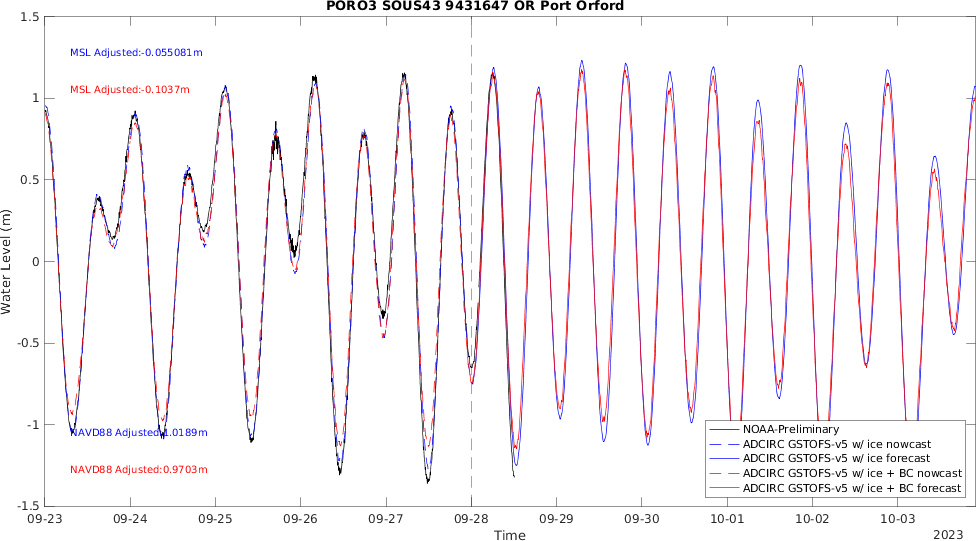 PORO3 SOUS43 9431647 OR Port Orford
1.5
1
0.5
0
-0.5
-1
-1.5
Water Level (m)
MSL Adjusted:-0.055081m
MSL Adjusted:-0.1037m
NAVD88 Adjusted:1.0189m
NAVD88 Adjusted:0.9703m
NOAA-Preliminary
ADCIRC GSTOFS-v5 w/ ice nowcast
ADCIRC GSTOFS-v5 w/ ice forecast
ADCIRC GSTOFS-v5 w/ ice + BC nowcast
ADCIRC GSTOFS-v5 w/ ice + BC forecast
09-23 09-24 09-25 09-26 09-27 09-28 09-29 09-30 10-01 10-02 10-03
Time
2023